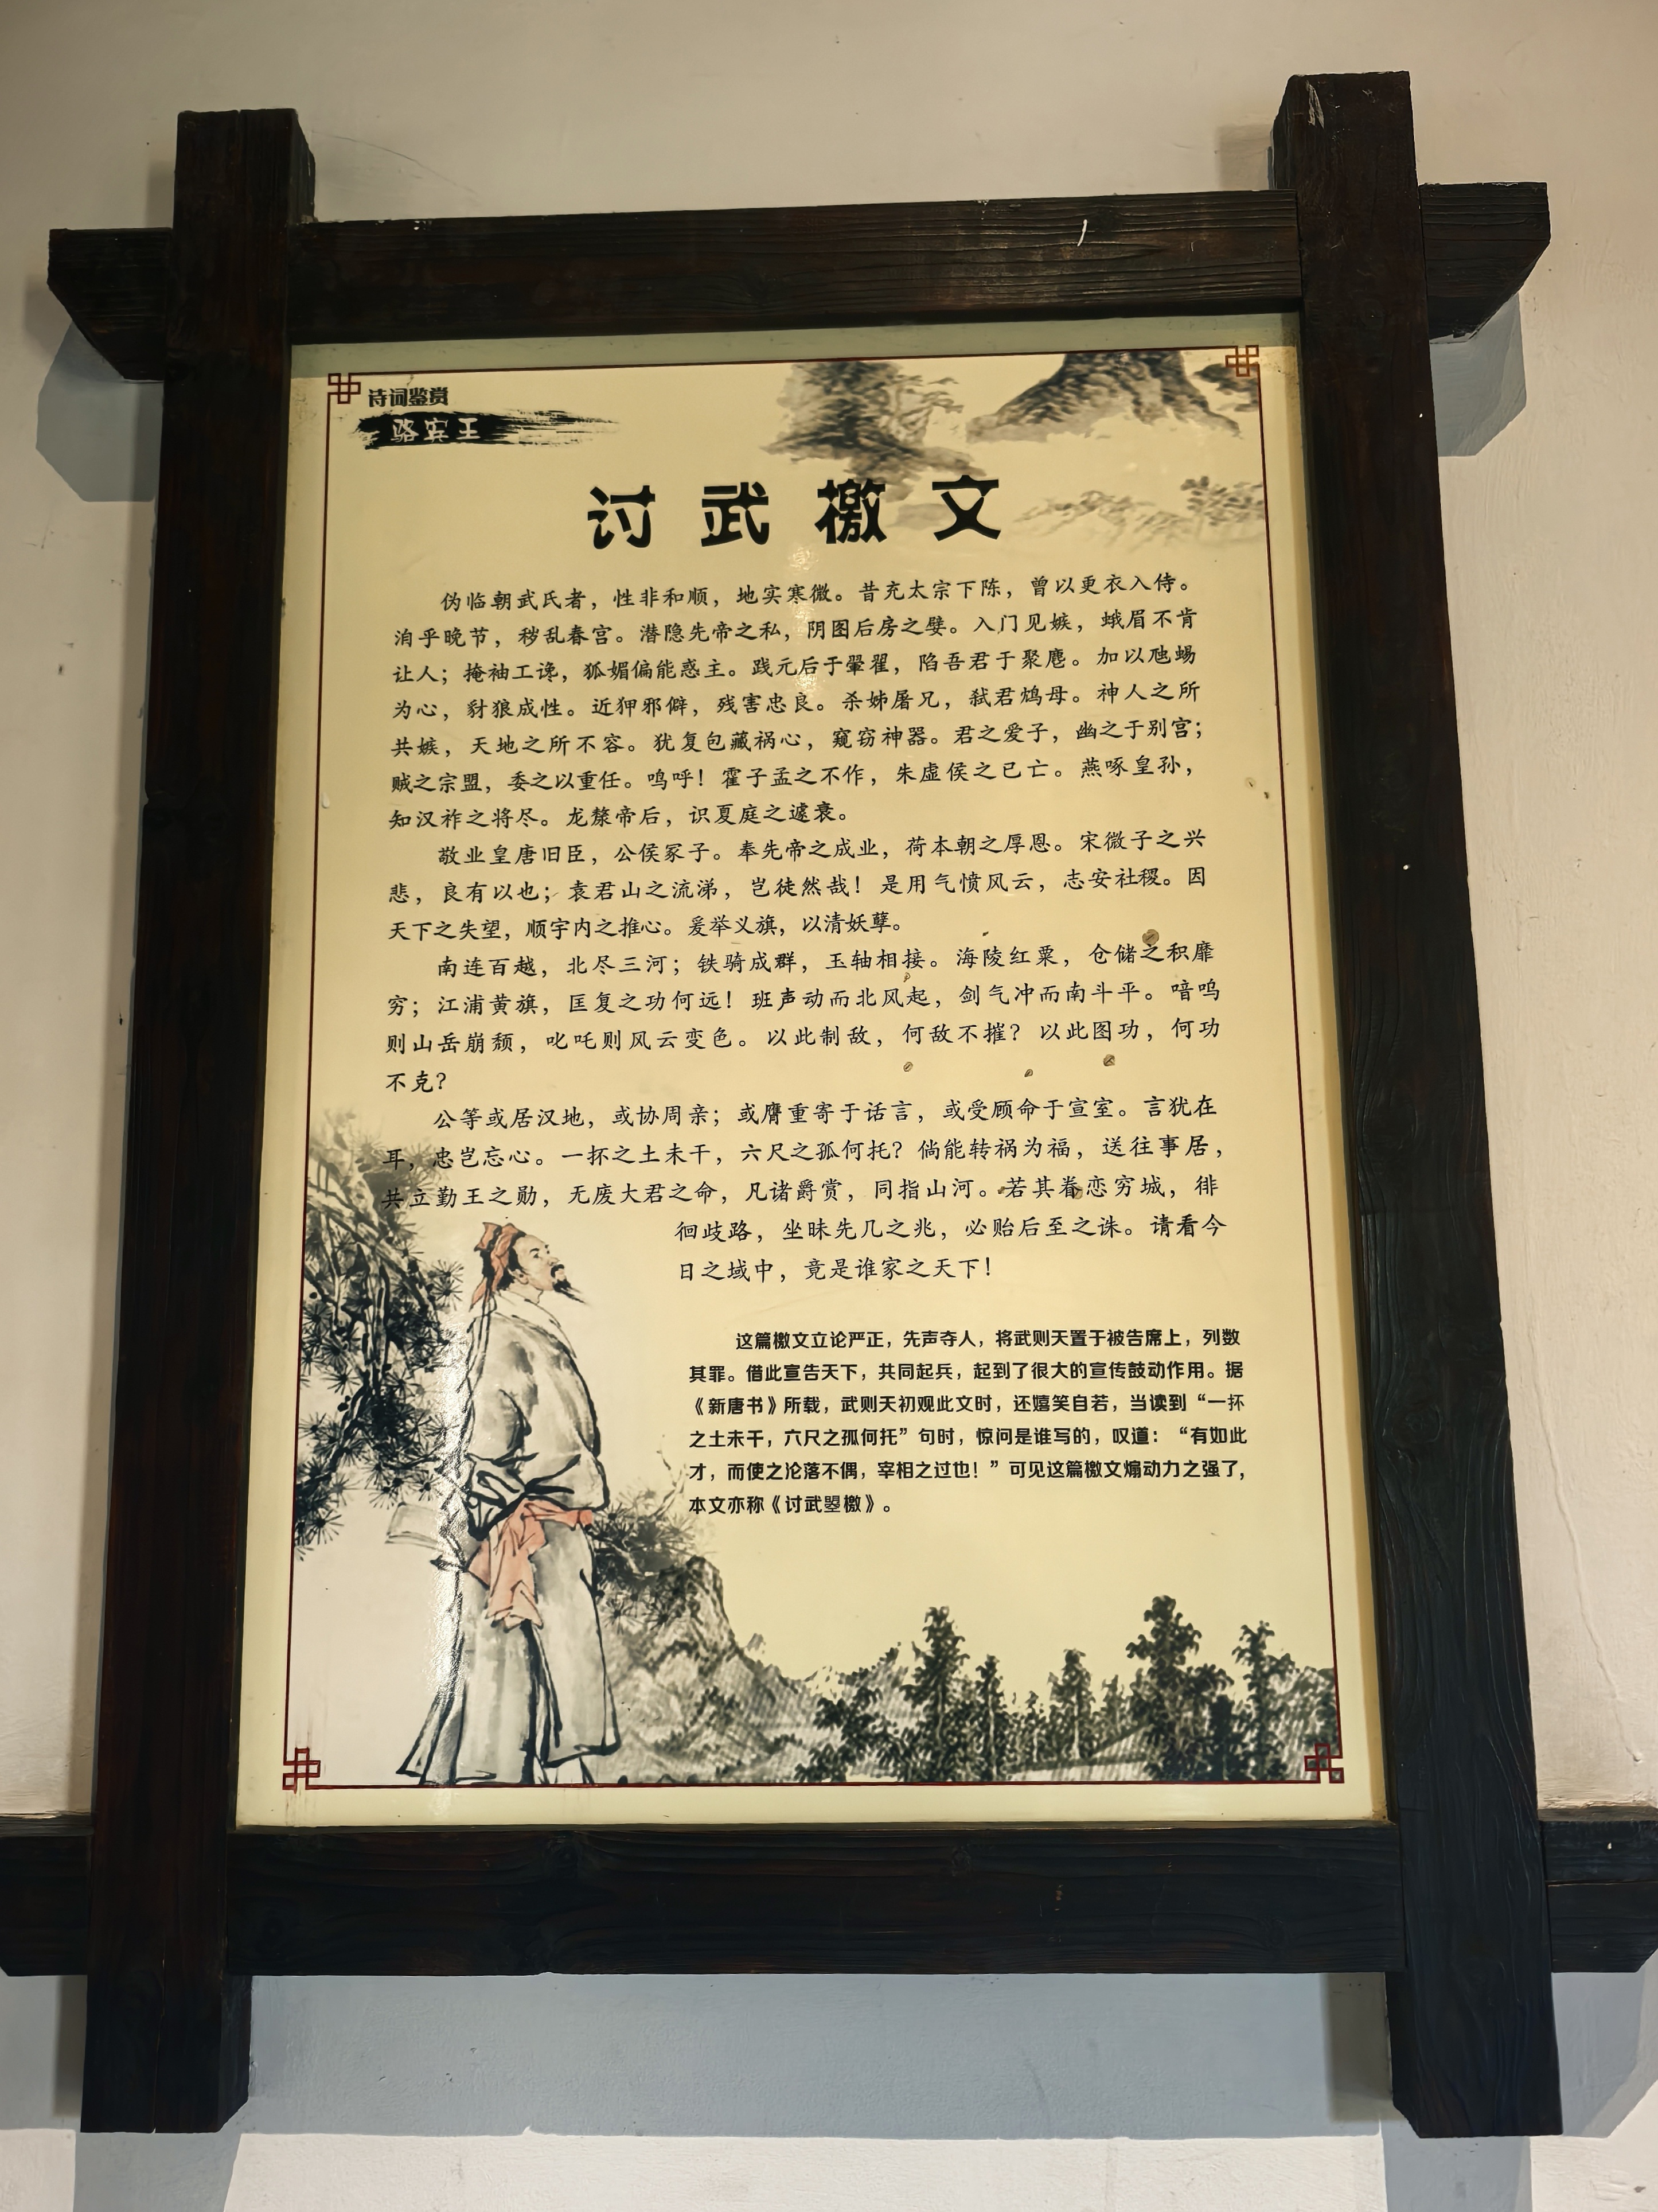 诗词鉴赏
骆宾王
讨武檄文
伪临朝武氏者，性非和顺，地实寒微。昔充太宗下陈，曾以更衣入侍。
洎乎晚节，秽乱春宫。潜隐先帝之私，阴图后房之嬖。入门见嫉，蛾眉不肯
让人；掩袖工谗，狐媚偏能惑主。践元后于翚翟，陷吾君于聚麀。加以虺蜴
为心，豺狼成性。近狎邪僻，残害忠良。杀姊屠兄，弑君鸩母。神人之所
共嫉，天地之所不容。犹复包藏祸心，窥窃神器。君之爱子，幽之于别宫；
贼之宗盟，委之以重任。鸣呼！霍子孟之不作，朱虚侯之已亡。燕啄皇孙，
知汉祚之将尽。龙漦帝后，识夏庭之遽衰。
敬业皇唐旧臣，公侯冢子。奉先帝之成业，荷本朝之厚恩。宋微子之兴
悲，良有以也；袁君山之流涕，岂徒然哉！是用气愤风云，志安社稷。因
天下之失望，顺宇内之推心。爰举义旗，以清妖孽。
南连百越，北尽三河；铁骑成群，玉轴相接。海陵红粟，仓储之积靡
穷；江浦黄旗，匡复之功何远！班声动而北风起，剑气冲而南斗平。喑呜
则山岳崩颓，叱吒则风云变色。以此制敌，何敌不摧？以此图功，何功
不克？
公等或居汉地，或协周亲；或膺重寄于话言，或受顾命于宣室。言犹在
耳，忠岂忘心。一抔之土未干，六尺之孤何托？倘能转祸为福，送往事居，
共立勤王之勋，无废大君之命，凡诸爵赏，同指山河。若其眷恋穷城，徘
徊歧路，坐昧先几之兆，必贻后至之诛。请看今
日之域中，竟是谁家之天下！
这篇檄文立论严正，先声夺人，将武则天置于被告席上，列数
其罪。借此宣告天下，共同起兵，起到了很大的宣传鼓动作用。据
《新唐书》所载，武则天初观此文时，还嬉笑自若，当读到“一抔
之土未干，六尺之孤何托”句时，惊问是谁写的，叹道：“有如此
才，而使之沦落不偶，宰相之过也！”可见这篇檄文煽动力之强了，
本文亦称《讨武曌檄》。